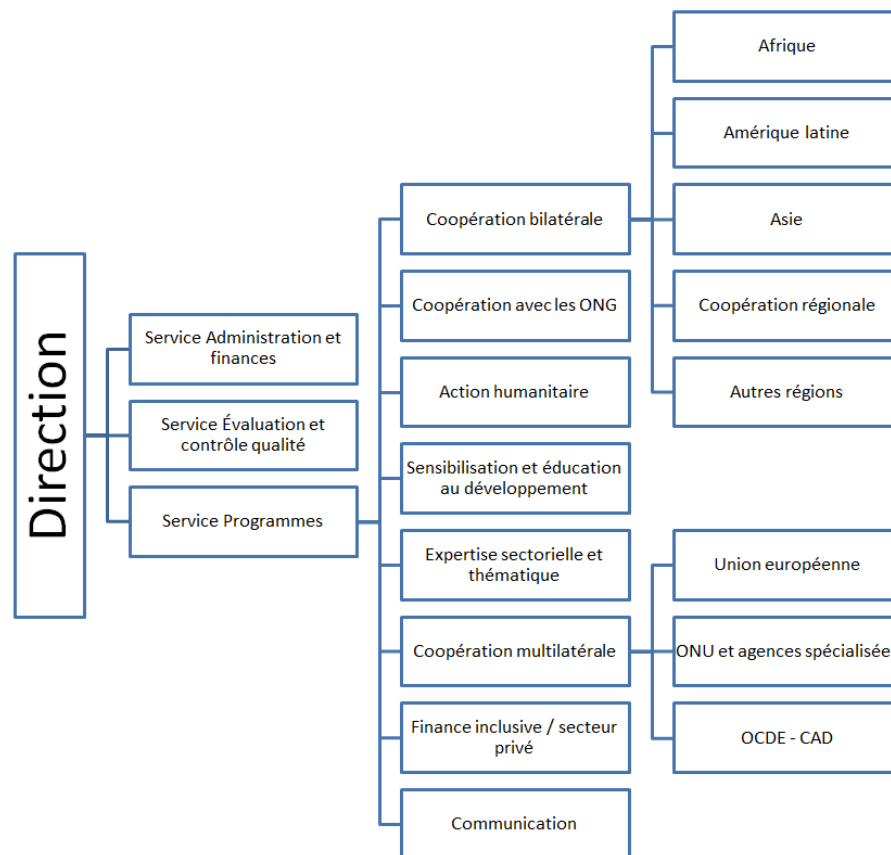 Direction
Service Administration et
finances
Service Évaluation et
contrôle qualité
Service Programmes
Coopération bilatérale
Coopération avec les ONG
Action humanitaire
Sensibilisation et éducation
au développement
Expertise sectorielle et
thématique
Coopération multilatérale
Finance inclusive / secteur
privé
Communication
Afrique
Amérique latine
Asie
Coopération régionale
Autres régions
Union européenne
ONU et agences spécialisée
OCDE - CAD